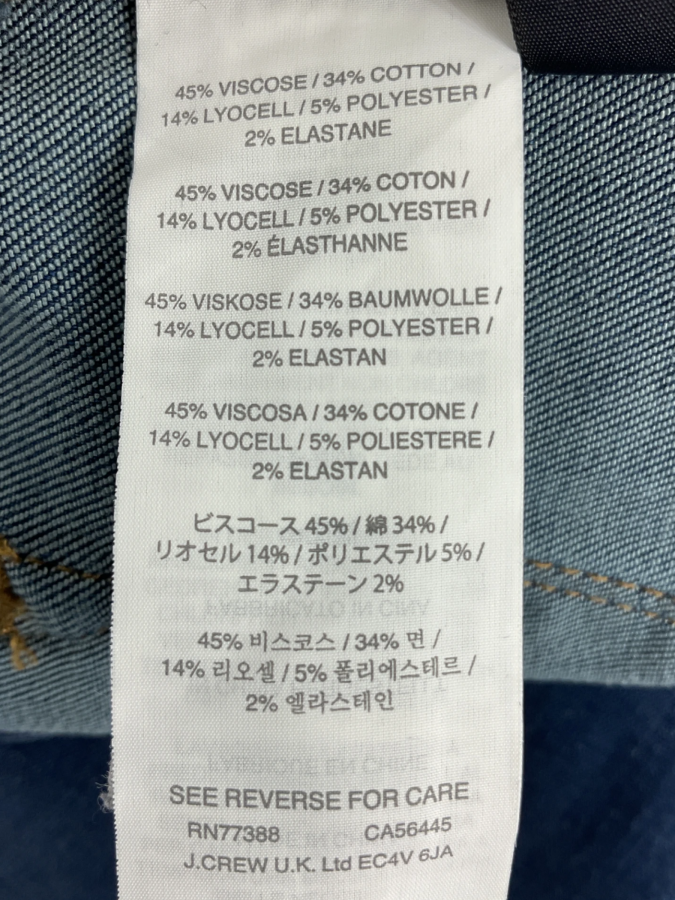 45% VISCOSE / 34% COTTON /
14% LYOCELL / 5% POLYESTER /
2% ELASTANE
45% VISCOSE / 34% COTON /
14% LYOCELL / 5% POLYESTER /
2% ÉLASTHANNE
45% VISKOSE / 34% BAUMWOLLE /
14% LYOCELL / 5% POLYESTER /
2% ELASTAN
45% VISCOSA / 34% COTONE /
14% LYOCELL / 5% POLIESTERE /
2% ELASTAN
ビスコース 45% / 綿 34% /
リオセル 14% / ポリエステル 5% /
エラステーン 2%
45% 비스코스 / 34% 면 /
14% 리오셀 / 5% 폴리에스테르 /
2% 엘라스테인
SEE REVERSE FOR CARE
RN77388 CA56445
J.CREW U.K. Ltd EC4V 6JA